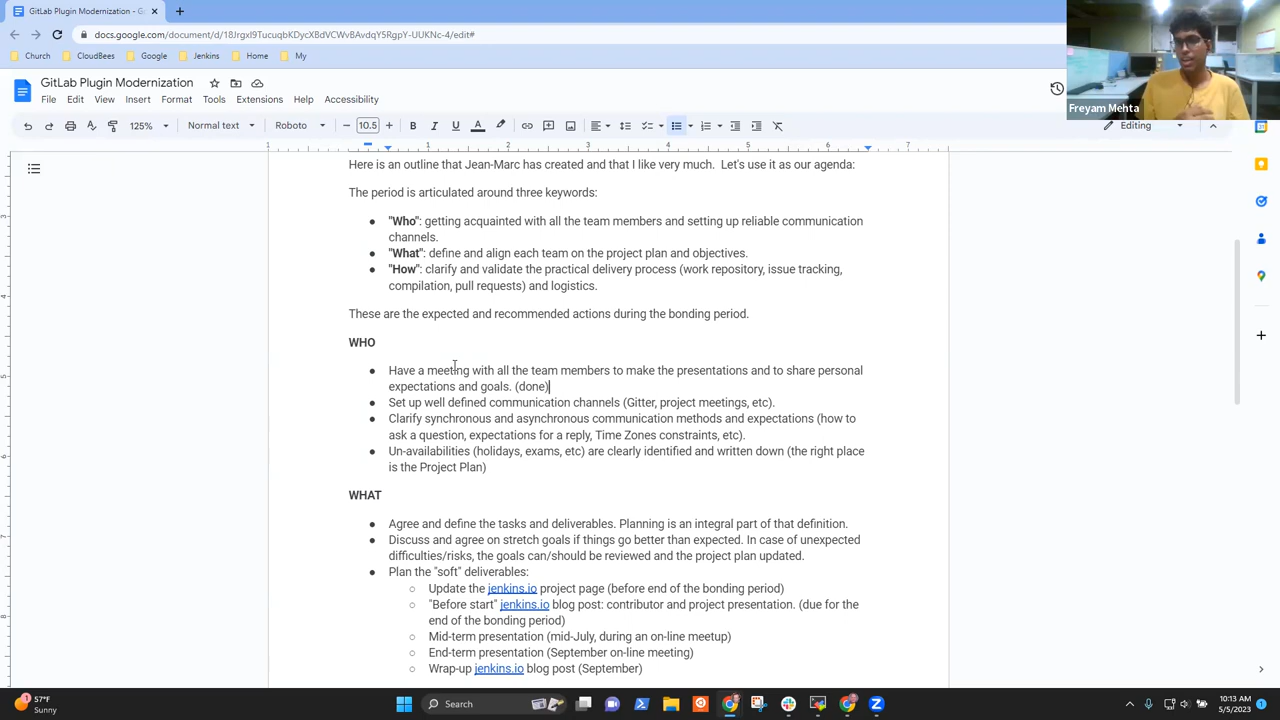 GitLab Plugin Modernization - G
docs.google.com/document/d/18Jrgxl9TucuqbKDycXBdVCWvBAvdqY5RgpY-UUKNc-4/edit#
Church
CloudBees
Google
Jenkins
Home
My
GitLab Plugin Modernization
File Edit View Insert Format Tools Extensions Help Accessibility
125%
Normal text
Roboto
10.5
Editing
Freyam Mehta
1 1 2 3 4 5 6 7
Here is an outline that Jean-Marc has created and that I like very much. Let's use it as our agenda:
The period is articulated around three keywords:
● "Who": getting acquainted with all the team members and setting up reliable communication
channels.
● "What": define and align each team on the project plan and objectives.
● "How": clarify and validate the practical delivery process (work repository, issue tracking,
compilation, pull requests) and logistics.
These are the expected and recommended actions during the bonding period.
WHO
● Have a meeting with all the team members to make the presentations and to share personal
expectations and goals. (done)
● Set up well defined communication channels (Gitter, project meetings, etc).
● Clarify synchronous and asynchronous communication methods and expectations (how to
ask a question, expectations for a reply, Time Zones constraints, etc).
● Un-availabilities (holidays, exams, etc) are clearly identified and written down (the right place
is the Project Plan)
WHAT
● Agree and define the tasks and deliverables. Planning is an integral part of that definition.
● Discuss and agree on stretch goals if things go better than expected. In case of unexpected
difficulties/risks, the goals can/should be reviewed and the project plan updated.
● Plan the "soft" deliverables:
○ Update the jenkins.io project page (before end of the bonding period)
○ "Before start" jenkins.io blog post: contributor and project presentation. (due for the
end of the bonding period)
○ Mid-term presentation (mid-July, during an on-line meetup)
○ End-term presentation (September on-line meeting)
○ Wrap-up jenkins.io blog post (September)
57°F
Sunny
Search
10:13 AM
5/5/2023